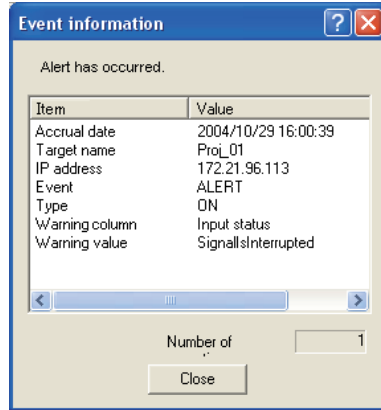 Event information
Alert has occurred.
Item Value
Accrual date 2004/10/29 16:00:39
Target name Proj_01
IP address 172.21.96.113
Event ALERT
Type ON
Warning column Input status
Warning value SignalIsInterrupted
Number of 1
Close